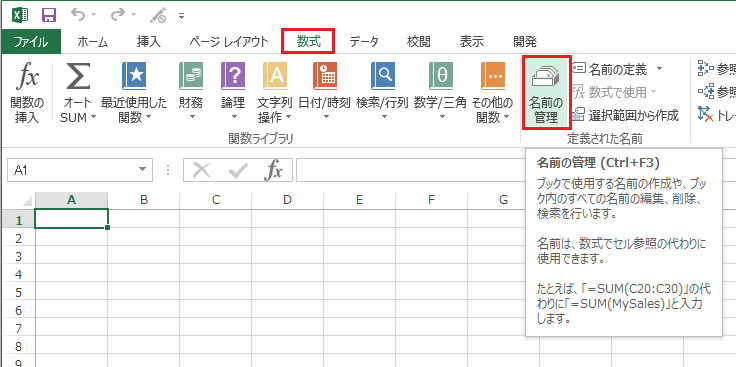 ファイル ホーム 挿入 ページ レイアウト 数式 データ 校閲 表示 開発
fx 関数の 挿入
オート SUM
最近使用した 関数
財務
論理
文字列 操作
日付/時刻
検索/行列
数学/三角
その他の 関数
名前の 管理
名前の定義
数式で使用
選択範囲から作成
参照
参照
トレー
関数ライブラリ 定義された名前
A1 fx
A B C D E F G
1
2
3
4
5
6
7
8
9
名前の管理 (Ctrl+F3)
ブックで使用する名前の作成や、ブッ
ク内のすべての名前の編集、削除、
検索を行います。
名前は、数式でセル参照の代わりに
使用できます。
たとえば、「=SUM(C20:C30)」の代
わりに「=SUM(MySales)」と入力
します。